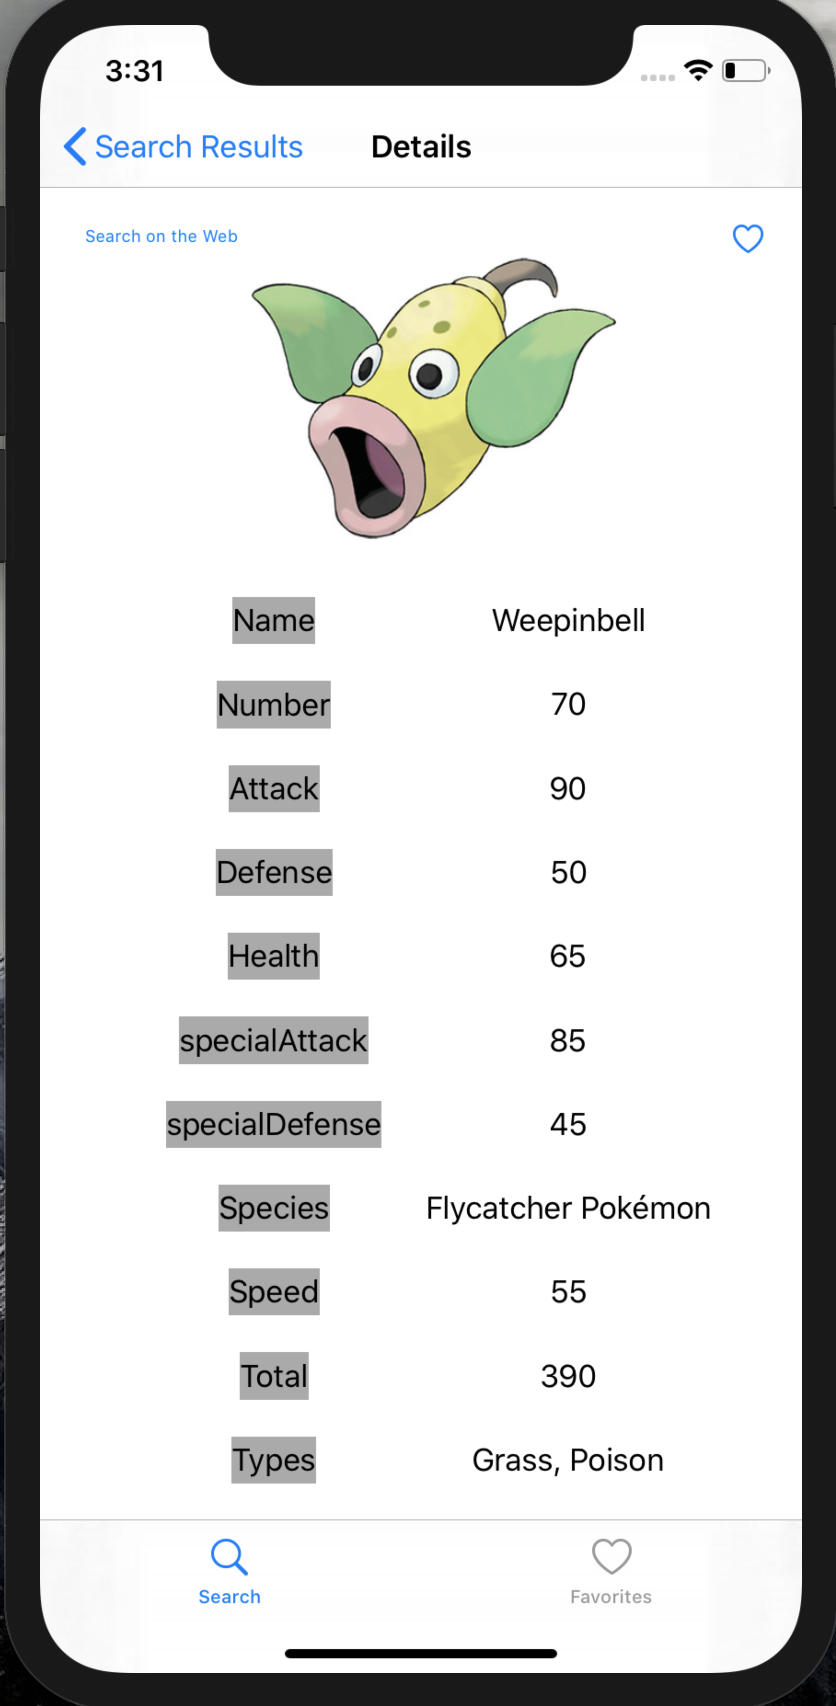 3:31
Search Results Details
Search on the Web
Name Weepinbell
Number 70
Attack 90
Defense 50
Health 65
specialAttack 85
specialDefense 45
Species Flycatcher Pokémon
Speed 55
Total 390
Types Grass, Poison
Search Favorites